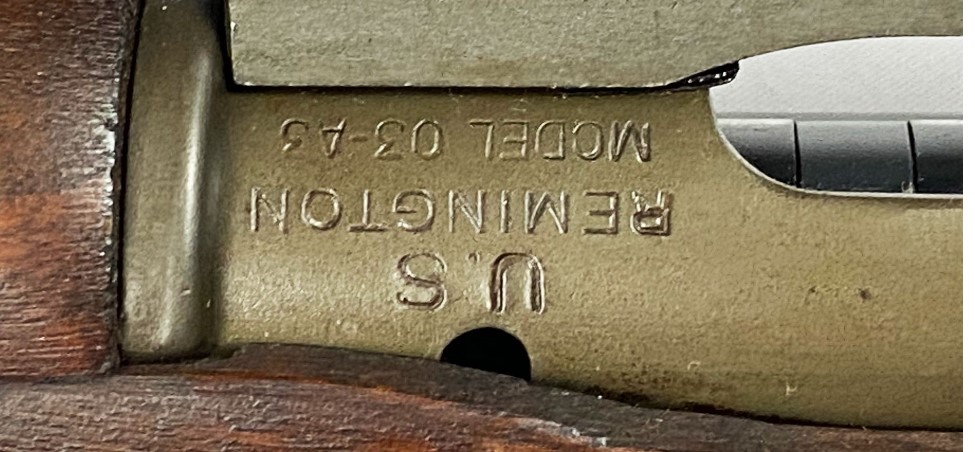 U.S
REMINGTON
MODEL 03-A3